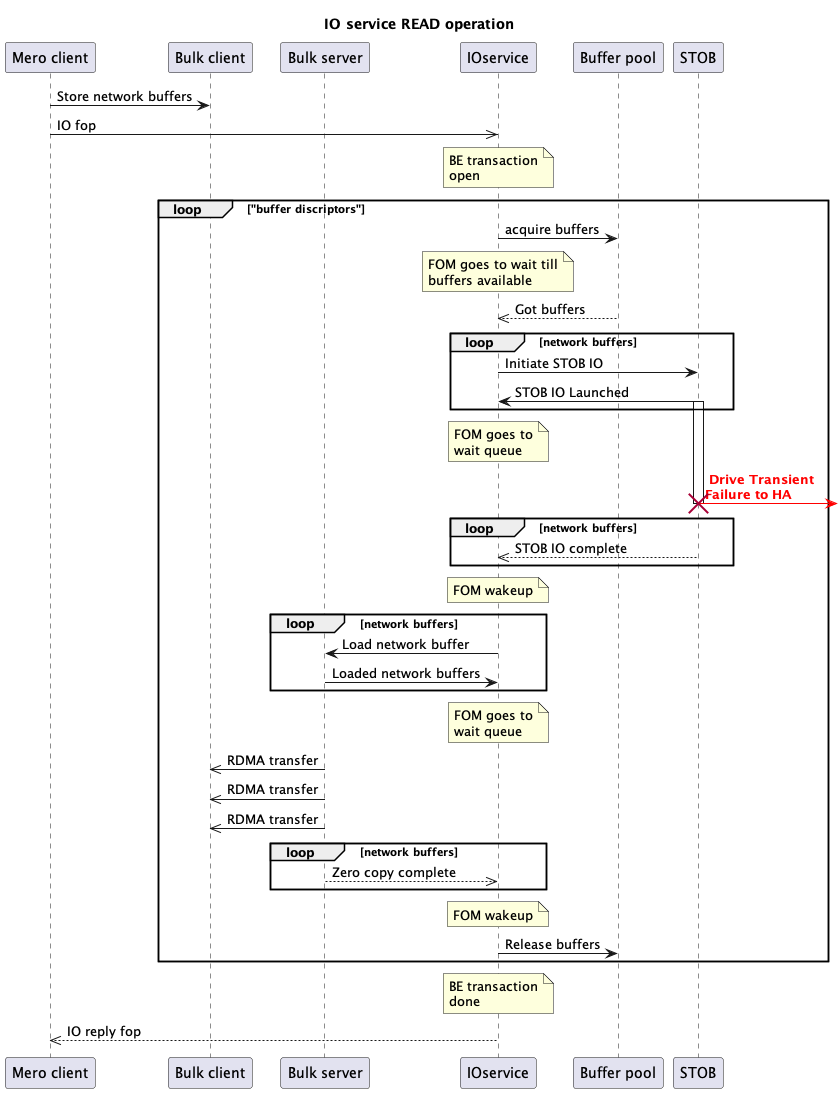 IO service READ operation
Mero client
Bulk client
Bulk server
IOservice
Buffer pool
STOB
Store network buffers
IO fop
BE transaction
open
loop
["buffer discriptors"]
acquire buffers
FOM goes to wait till
buffers available
Got buffers
loop
[network buffers]
Initiate STOB IO
STOB IO Launched
FOM goes to
wait queue
Drive Transient
Failure to HA
loop
[network buffers]
STOB IO complete
FOM wakeup
loop
[network buffers]
Load network buffer
Loaded network buffers
FOM goes to
wait queue
RDMA transfer
RDMA transfer
RDMA transfer
loop
[network buffers]
Zero copy complete
FOM wakeup
Release buffers
BE transaction
done
IO reply fop
Mero client
Bulk client
Bulk server
IOservice
Buffer pool
STOB